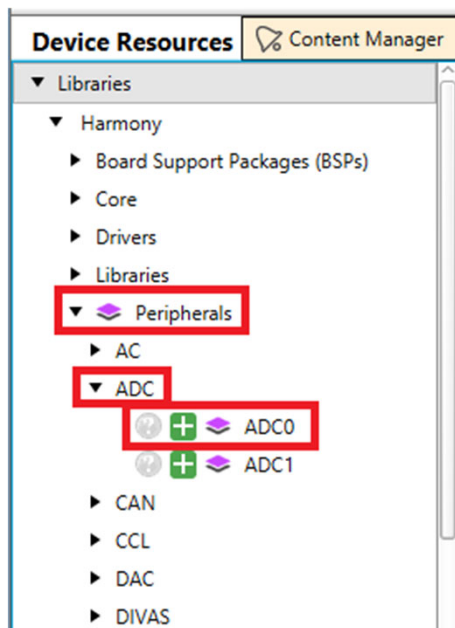 Device Resources Content Manager
Libraries
Harmony
Board Support Packages (BSPs)
Core
Drivers
Libraries
Peripherals
AC
ADC
ADC0
ADC1
CAN
CCL
DAC
DIVAS